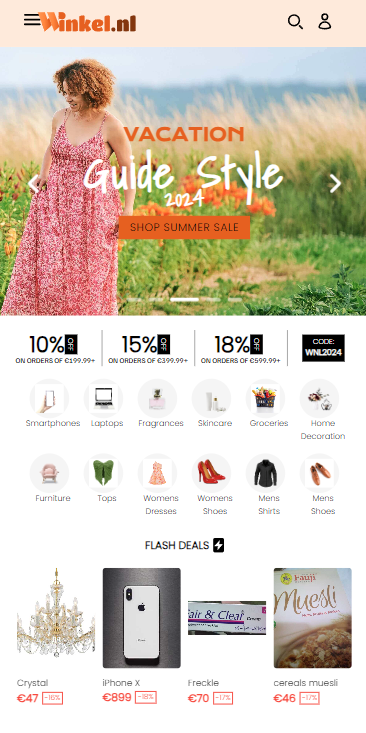 Winkel.nl
VACATION
Guide Style
2024
SHOP SUMMER SALE
10% OFF
ON ORDERS OF €199.99+
15% OFF
ON ORDERS OF €399.99+
18% OFF
ON ORDERS OF €599.99+
CODE:
WNL2024
Smartphones
Laptops
Fragrances
Skincare
Groceries
Home
Decoration
Furniture
Tops
Womens
Dresses
Womens
Shoes
Mens
Shirts
Mens
Shoes
FLASH DEALS
air & Clear
Cream
Muesli
Crystal
€47 -16%
iPhone X
€899 -18%
Freckle
€70 -17%
cereals muesli
€46 -17%